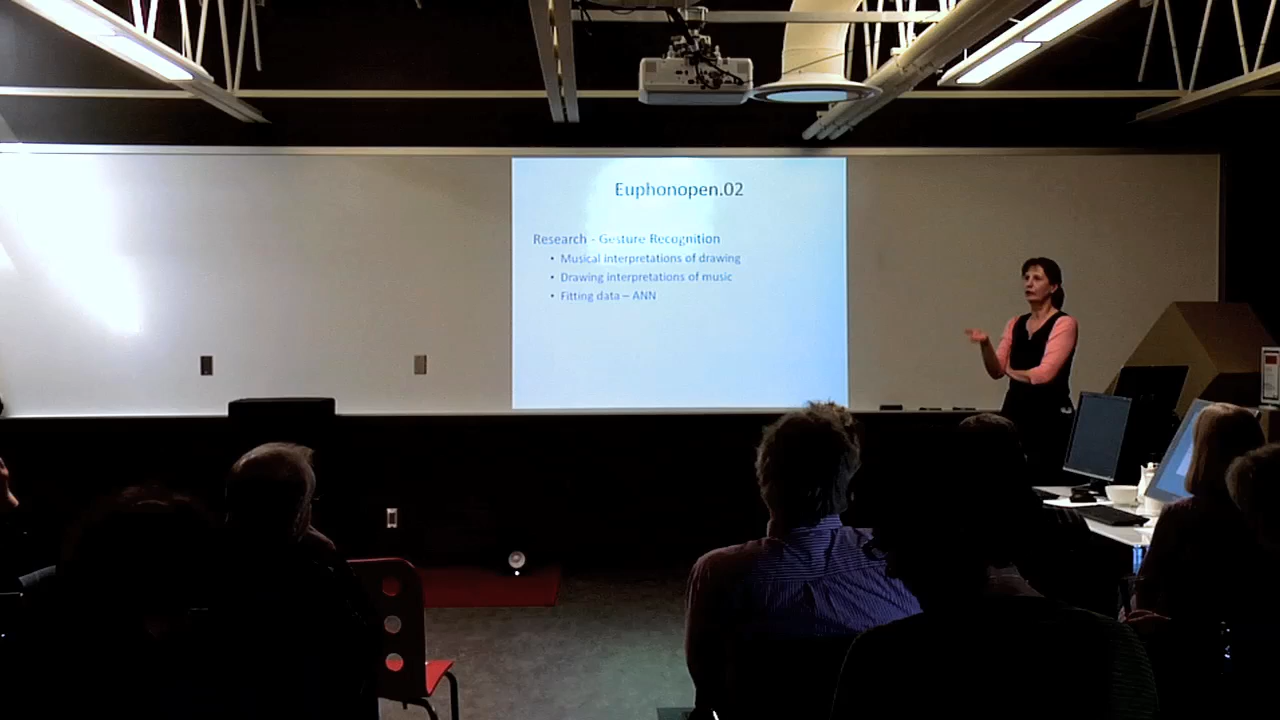 Euphonopen.02
Research - Gesture Recognition
• Musical interpretations of drawing
• Drawing interpretations of music
• Fitting data – ANN